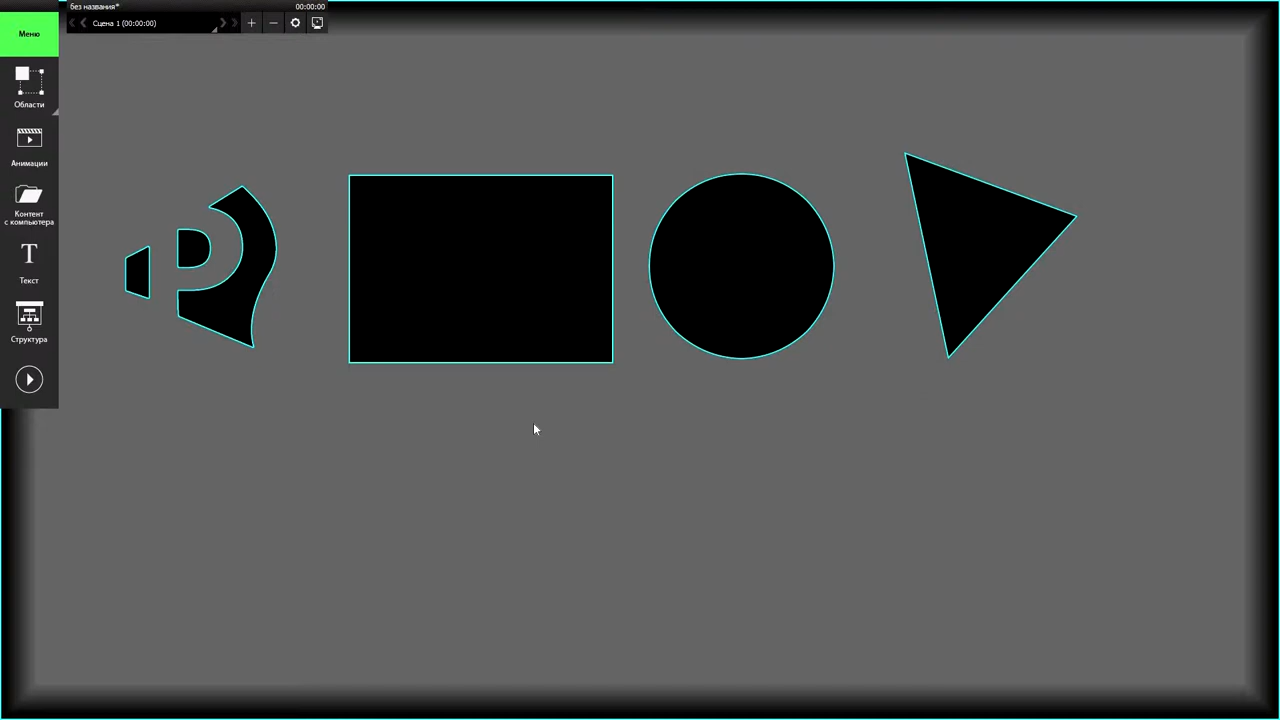 без названия* 00:00:00
Сцена 1 (00:00:00)
Меню
Области
Анимации
Контент
с компьютера
T
Текст
Структура